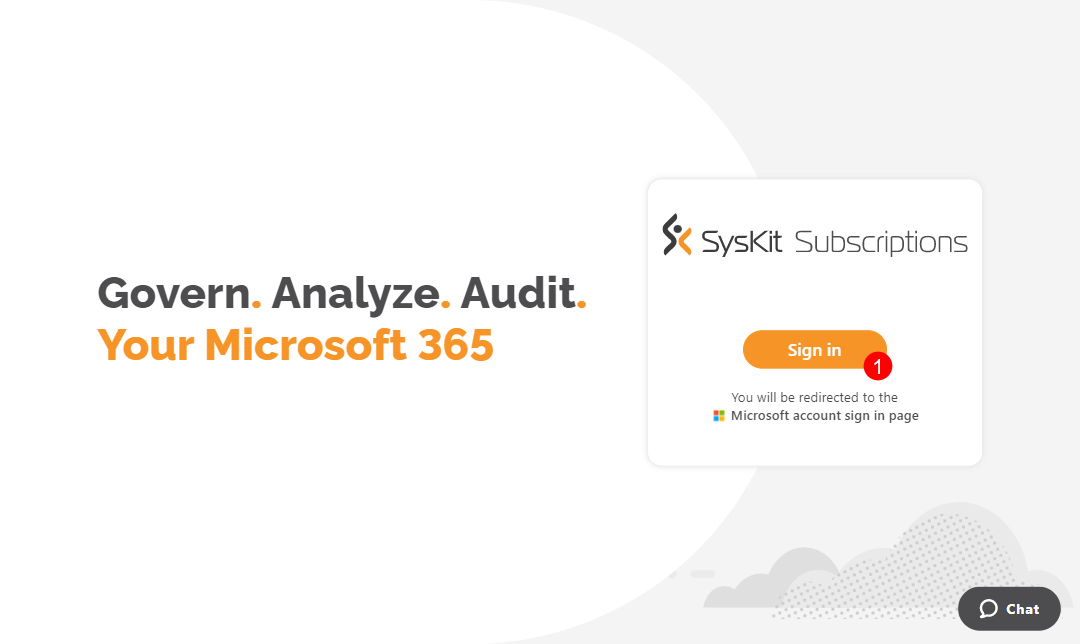 Govern. Analyze. Audit.
Your Microsoft 365
SysKit Subscriptions
Sign in
1
You will be redirected to the
Microsoft account sign in page
Chat